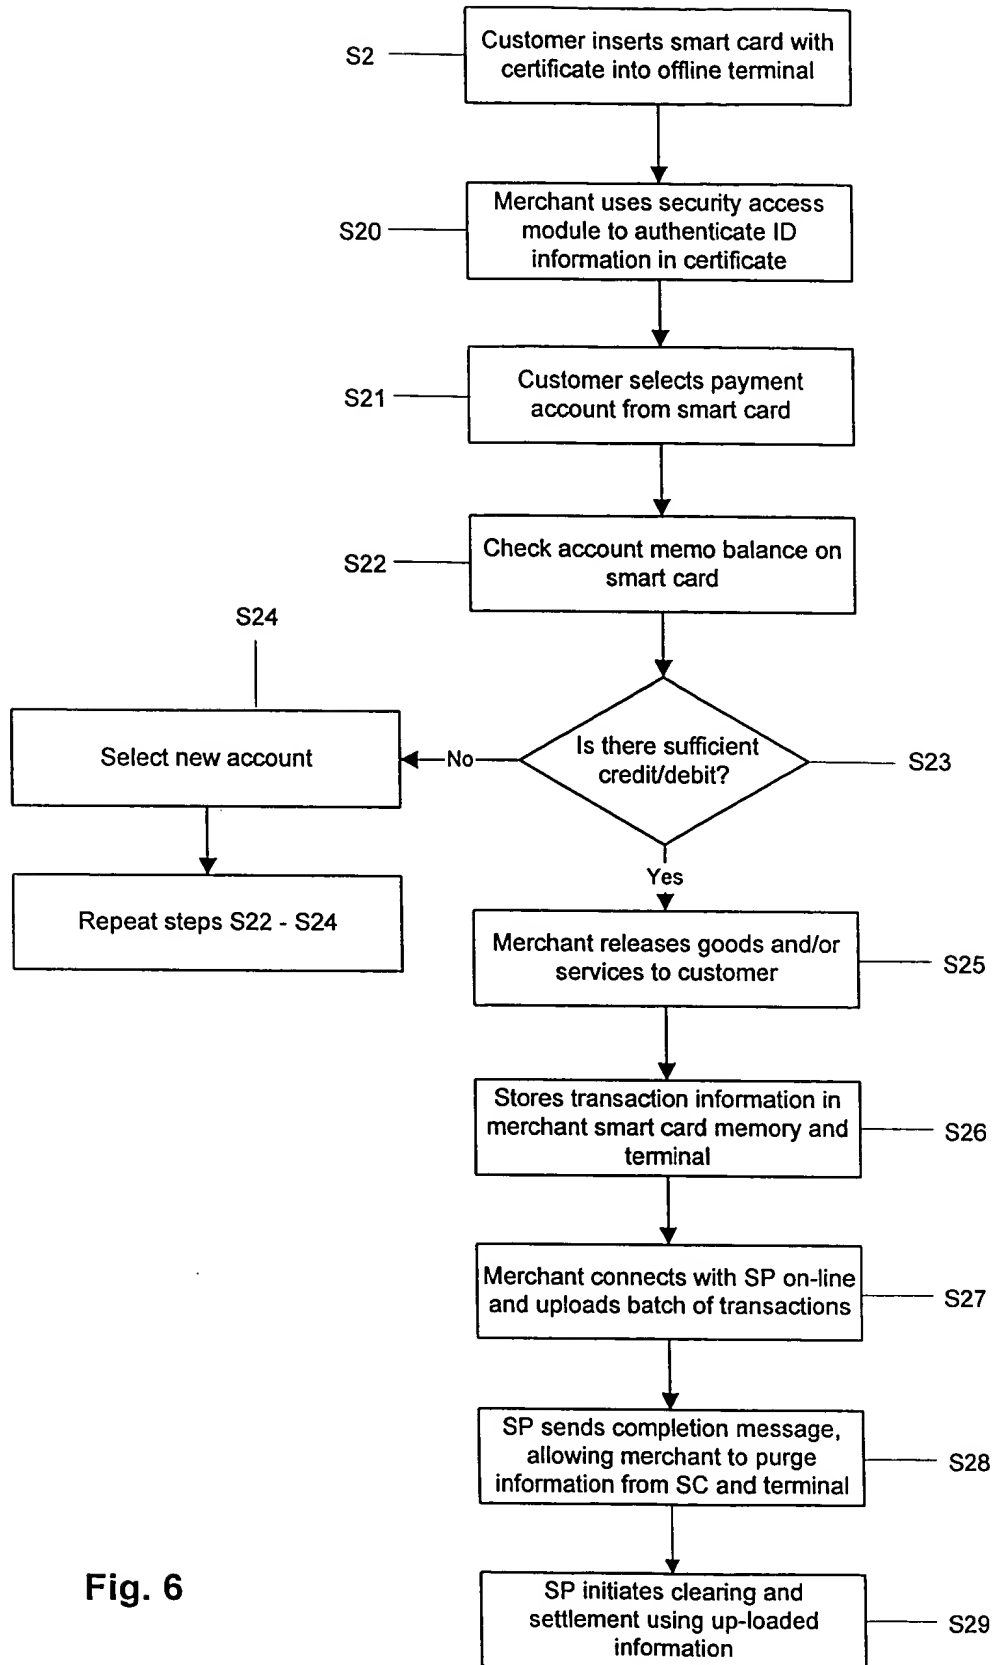 S2
Customer inserts smart card with
certificate into offline terminal
S20
Merchant uses security access
module to authenticate ID
information in certificate
S21
Customer selects payment
account from smart card
S22
Check account memo balance on
smart card
S24
Select new account
No
Is there sufficient
credit/debit?
S23
Repeat steps S22 - S24
Yes
Merchant releases goods and/or
services to customer
S25
Stores transaction information in
merchant smart card memory and
terminal
S26
Merchant connects with SP on-line
and uploads batch of transactions
S27
SP sends completion message,
allowing merchant to purge
information from SC and terminal
S28
SP initiates clearing and
settlement using up-loaded
information
S29
Fig. 6